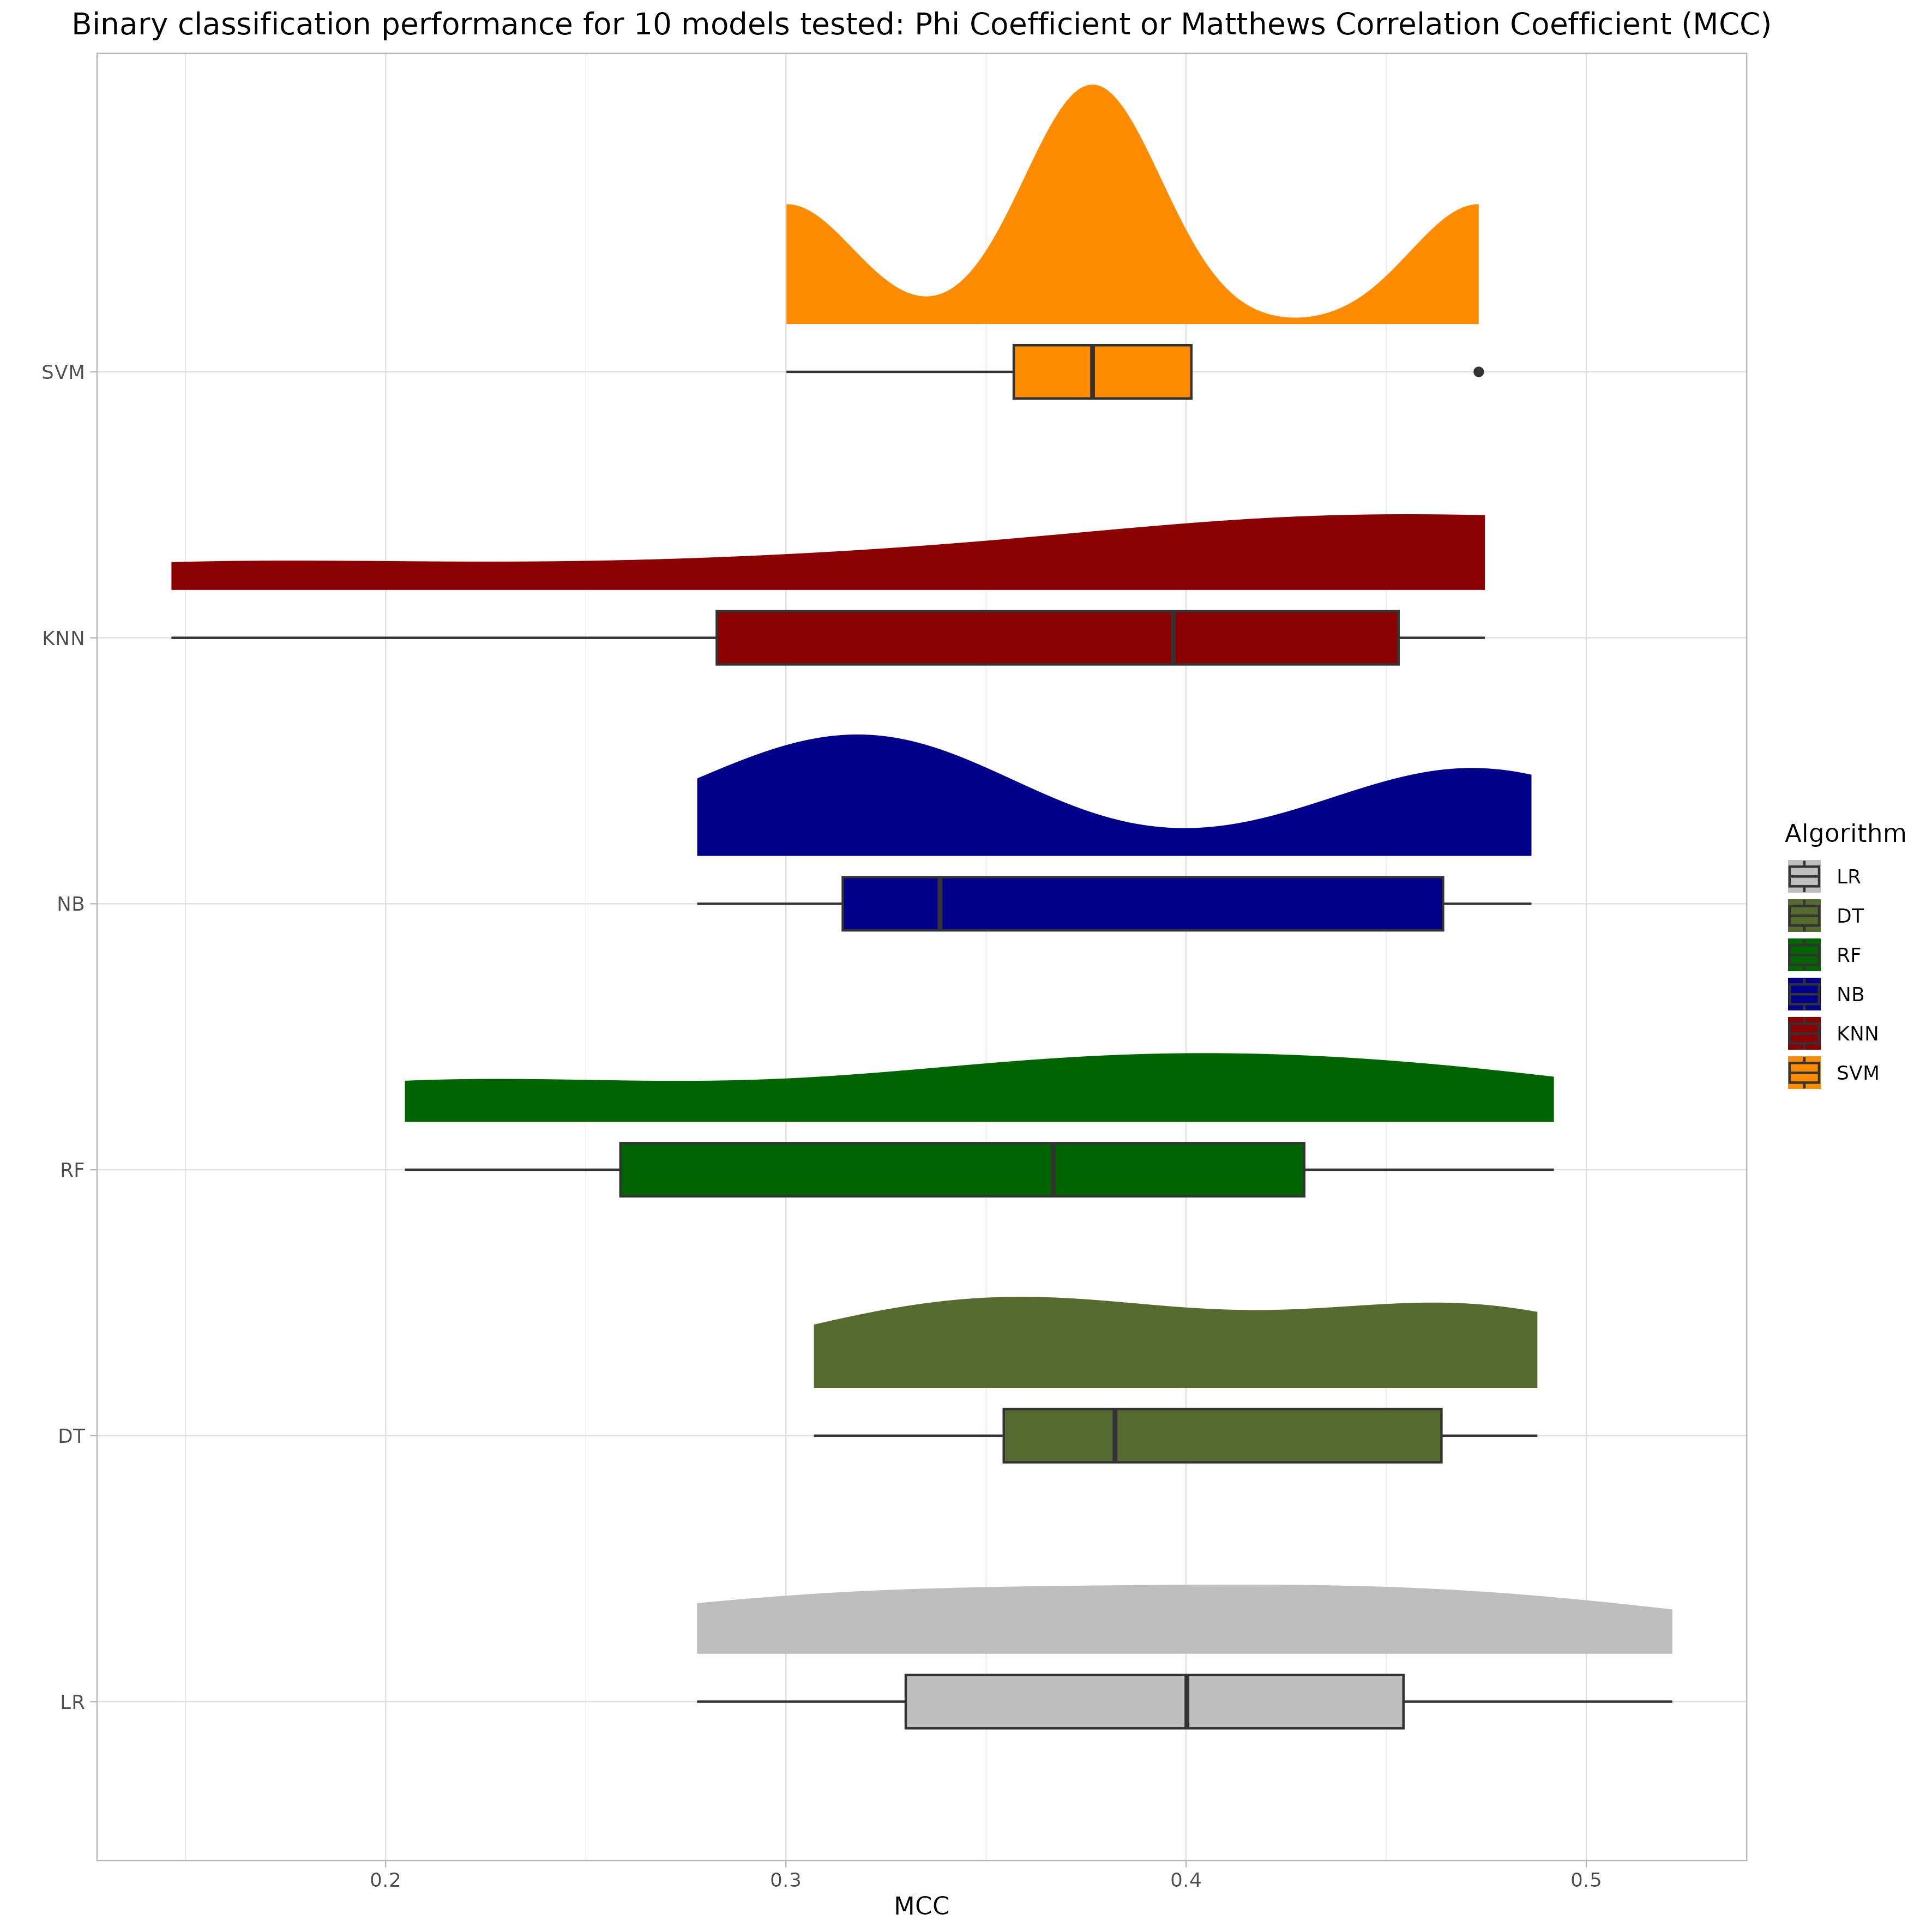 Binary classification performance for 10 models tested: Phi Coefficient or Matthews Correlation Coefficient (MCC)
SVM
KNN
NB
RF
DT
LR
0.2 0.3 0.4 0.5
MCC
Algorithm
LR
DT
RF
NB
KNN
SVM